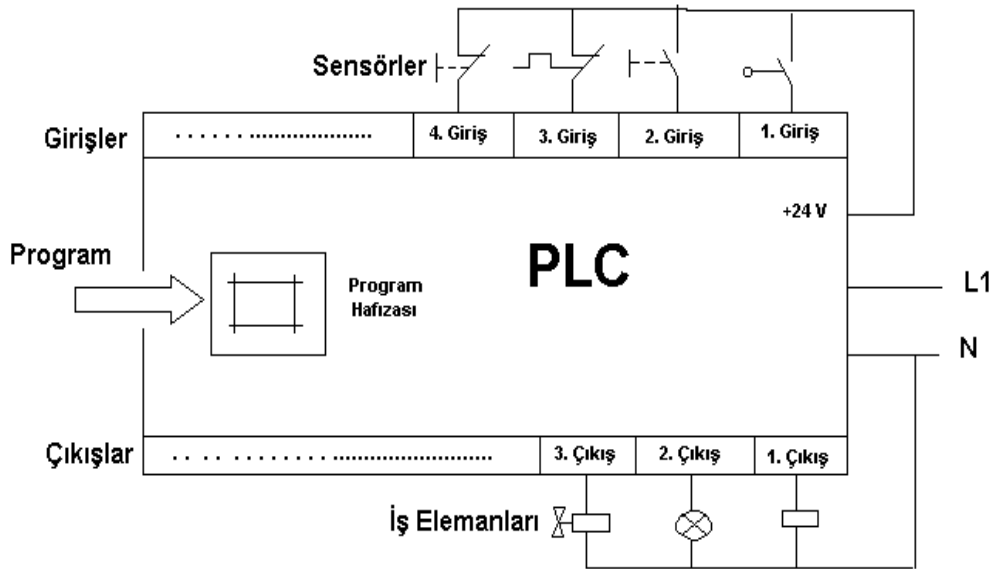 Sensörler
Girişler
. . . . . ......................
4. Giriş
3. Giriş
2. Giriş
1. Giriş
+24 V
Program
PLC
Program
Hafızası
L1
N
Çıkışlar
.. .. . . . . . . . .............................
3. Çıkış
2. Çıkış
1. Çıkış
İş Elemanları